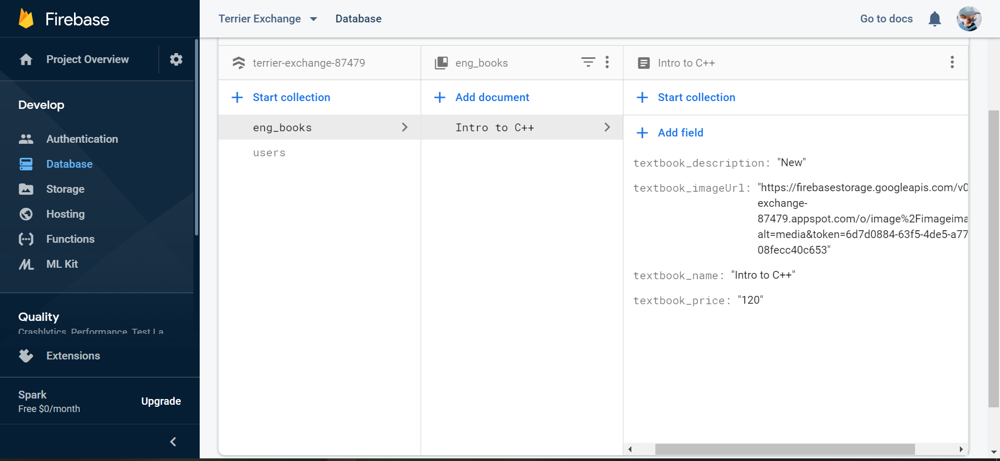 Firebase
Project Overview
Develop
Authentication
Database
Storage
Hosting
Functions
ML Kit
Quality
Crashlytics, Performance, Test La
Extensions
Spark
Free $0/month
Upgrade
Terrier Exchange
Database
Go to docs
terrier-exchange-87479
Start collection
eng_books
users
eng_books
Add document
Intro to C++
Intro to C++
Start collection
Add field
textbook_description: "New"
textbook_imageUrl: "https://firebasestorage.googleapis.com/v0
exchange-
87479.appspot.com/o/image%2Fimageima
alt=media&token=6d7d0884-63f5-4de5-a77
08fecc40c653"
textbook_name: "Intro to C++"
textbook_price: "120"